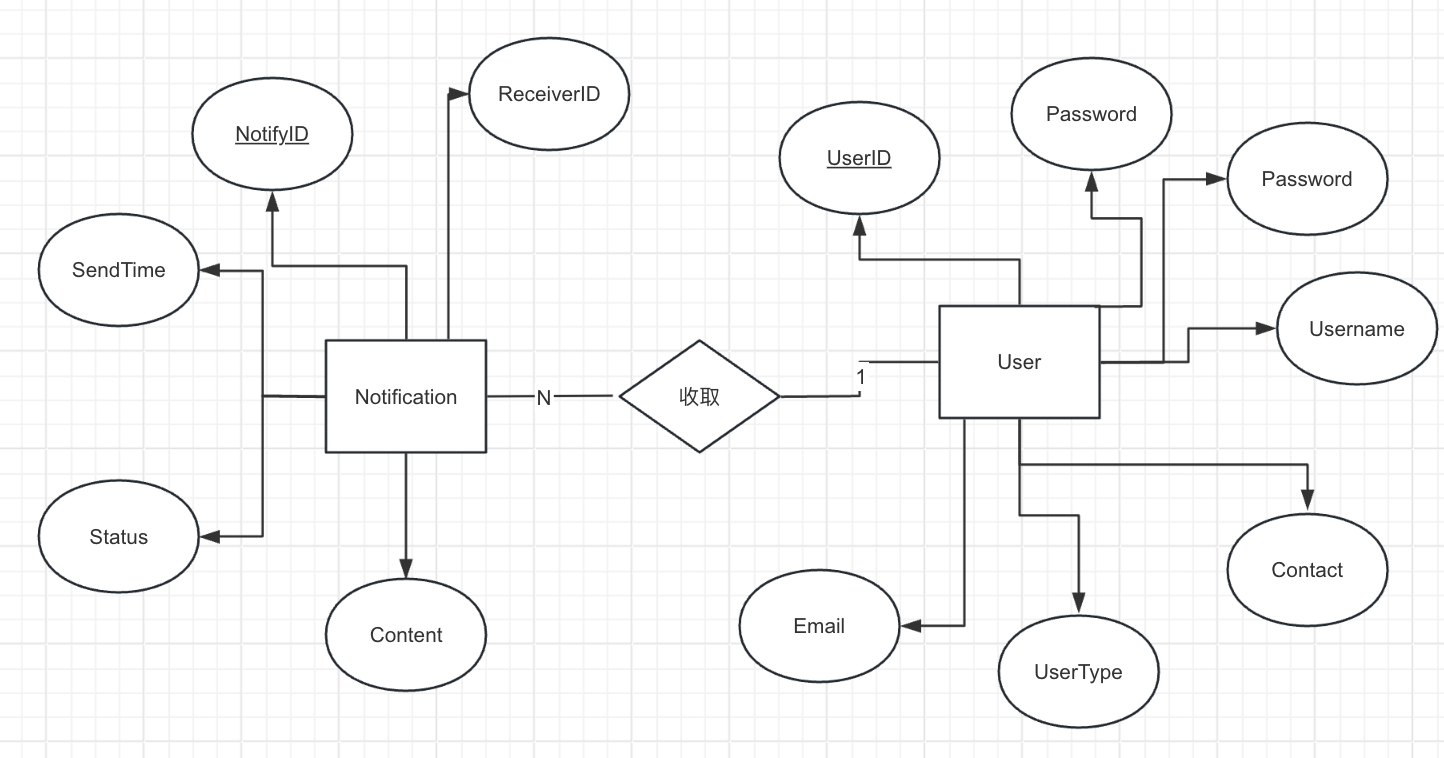 ReceiverID
NotifyID
SendTime
Notification
Status
Content
N
收取
1
UserID
Password
Password
Username
User
Contact
Email
UserType